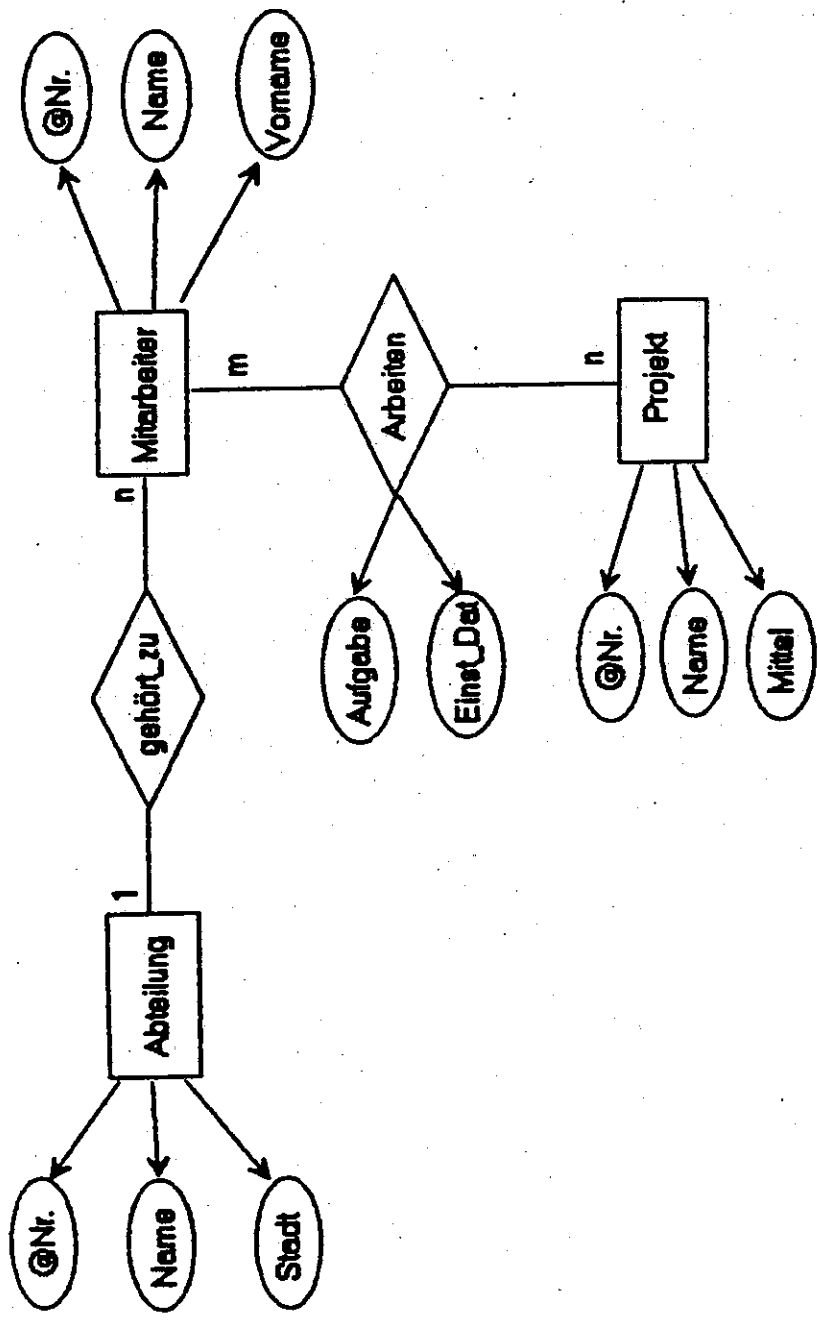 @Nr.
Name
Stadt
Abteilung
1
gehört_zu
n
Mitarbeiter
@Nr.
Name
Vorname
m
Arbeiten
Aufgabe
Einst_Dat
n
Projekt
@Nr.
Name
Mittel